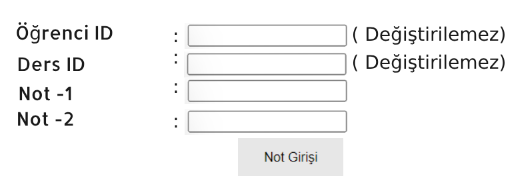 Öğrenci ID : ( Değiştirilemez)
Ders ID : ( Değiştirilemez)
Not -1 :
Not -2 :
Not Girişi